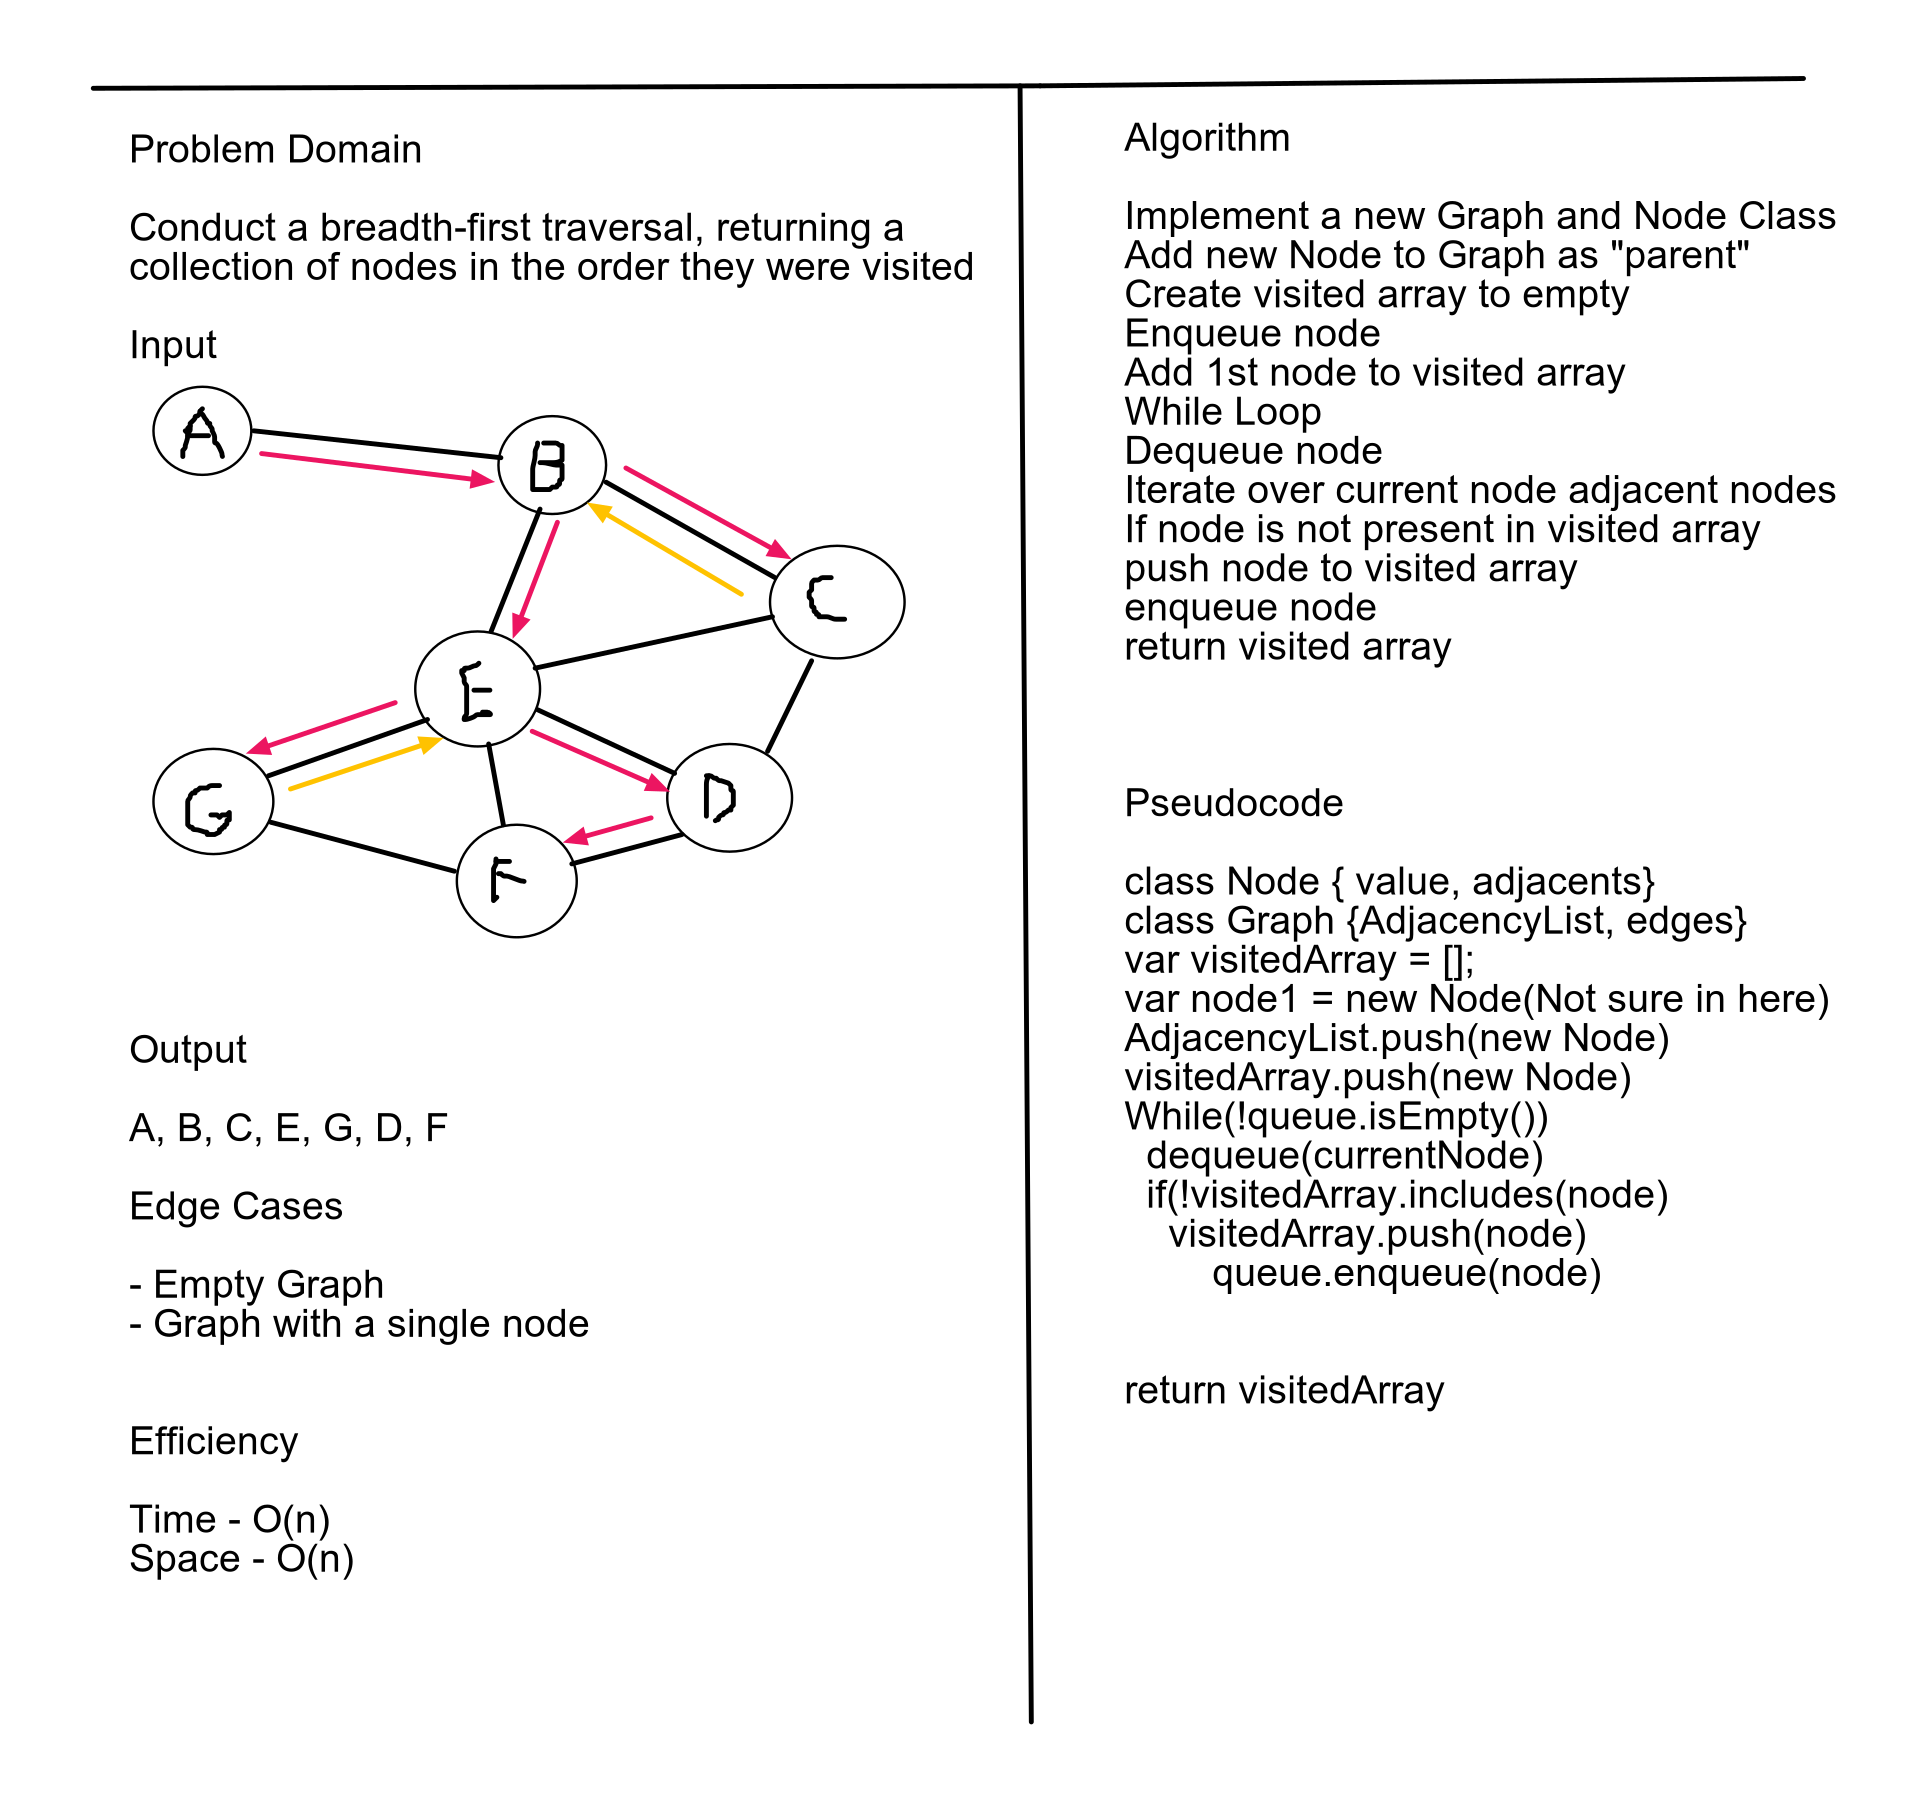 Problem Domain
Conduct a breadth-first traversal, returning a
collection of nodes in the order they were visited
Input
A
B
C
E
G
D
F
Output
A, B, C, E, G, D, F
Edge Cases
- Empty Graph
- Graph with a single node
Efficiency
Time - O(n)
Space - O(n)
Algorithm
Implement a new Graph and Node Class
Add new Node to Graph as "parent"
Create visited array to empty
Enqueue node
Add 1st node to visited array
While Loop
Dequeue node
Iterate over current node adjacent nodes
If node is not present in visited array
push node to visited array
enqueue node
return visited array
Pseudocode
class Node { value, adjacents}
class Graph {AdjacencyList, edges}
var visitedArray = [];
var node1 = new Node(Not sure in here)
AdjacencyList.push(new Node)
visitedArray.push(new Node)
While(!queue.isEmpty())
dequeue(currentNode)
if(!visitedArray.includes(node)
visitedArray.push(node)
queue.enqueue(node)
return visitedArray